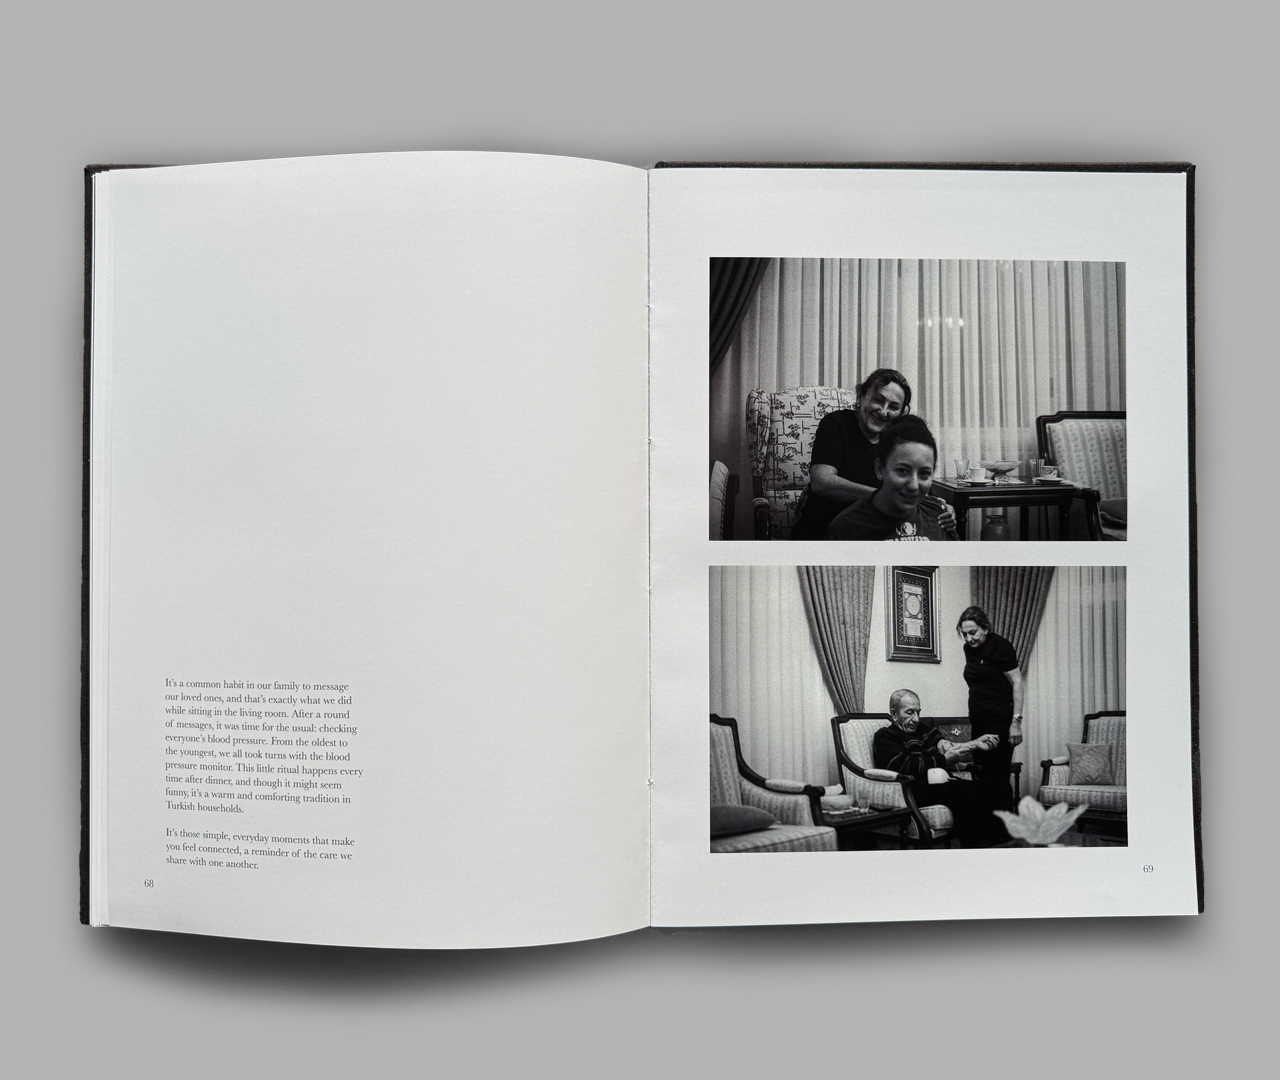 It's a common habit in our family to message
our loved ones, and that's exactly what we did
while sitting in the living room. After a round
of messages, it was time for the usual: checking
everyone's blood pressure. From the oldest to
the youngest, we all took turns with the blood
pressure monitor. This little ritual happens every
time after dinner, and though it might seem
funny, it's a warm and comforting tradition in
Turkish households.
It's those simple, everyday moments that make
you feel connected, a reminder of the care we
share with one another.
68
69